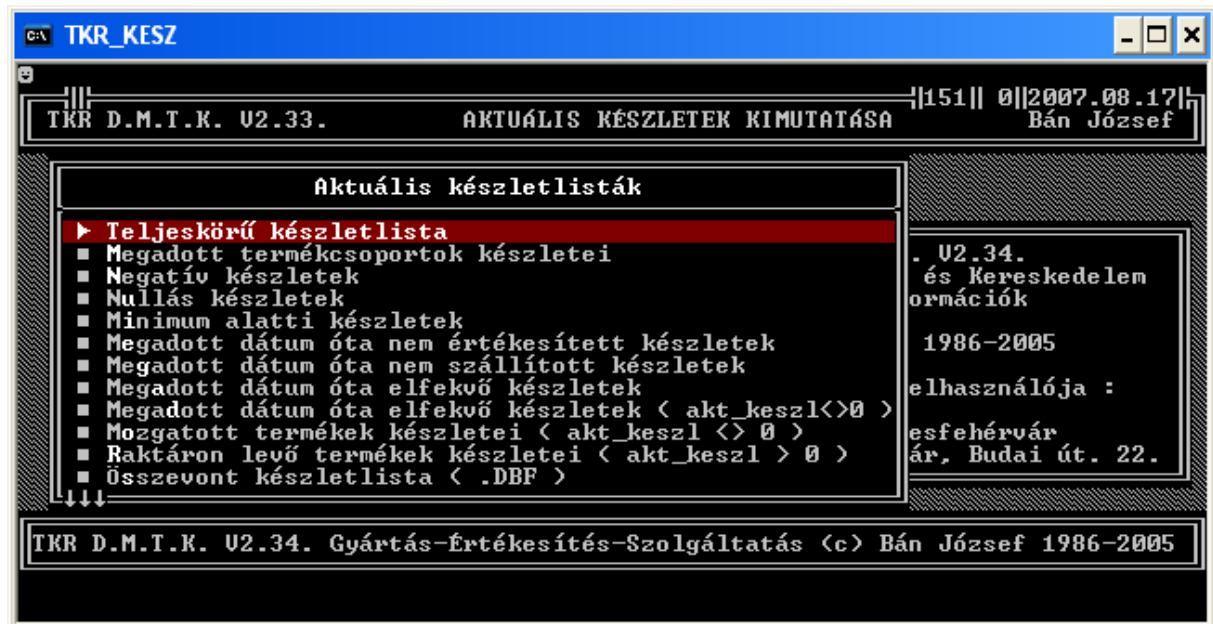 TKR_KESZ
151 0 2007.08.17
TKR D.M.T.K. V2.33. AKTUáLIS KÉSZLETEK KIMUTATáSA Bán József
Aktuális készletlisták
Teljeskörű készletlista
Megadott termékcsoportok készletei
Negatív készletek
Nullás készletek
Minimum alatti készletek
Megadott dátum óta nem értékesített készletek
Megadott dátum óta nem szállított készletek
Megadott dátum óta elfekvő készletek
Megadott dátum óta elfekvő készletek ( akt_keszl<>0 )
Mozgatott termékek készletei ( akt_keszl <> 0 )
Raktáron levő termékek készletei ( akt_keszl > 0 )
Összevont készletlista ( .DBF )
. V2.34.
és Kereskedelem
ormációk
1986-2005
elhasználója :
esfehérvár
ár, Budai út. 22.
TKR D.M.T.K. V2.34. Gyártás-Értékesítés-Szolgáltatás (c) Bán József 1986-2005